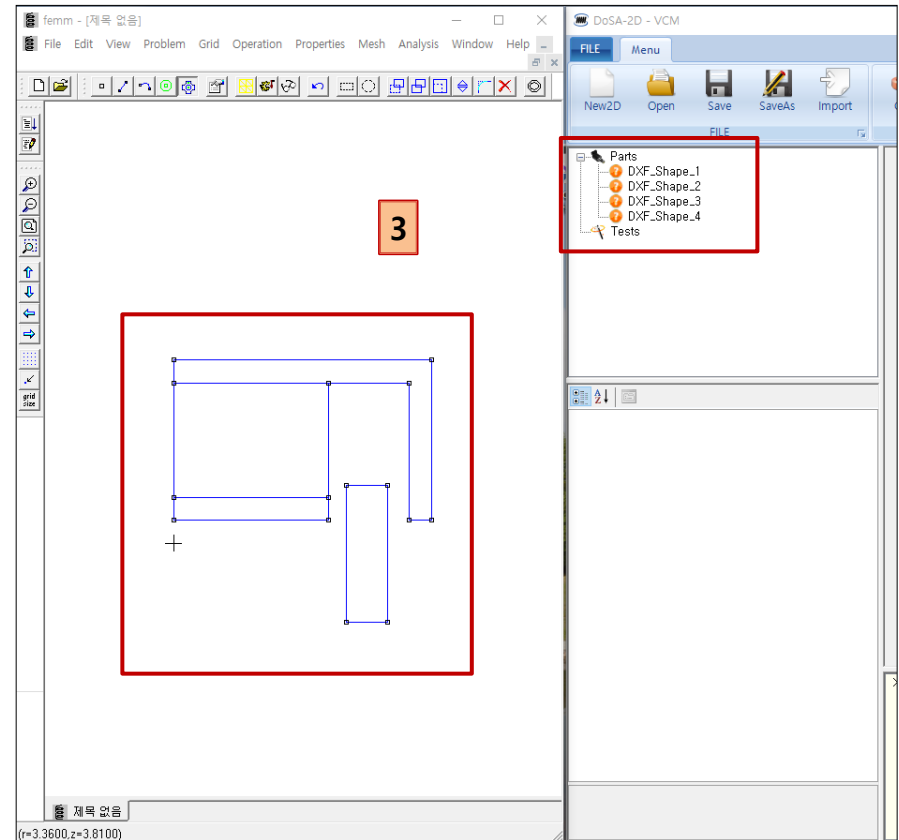 femm - [제목 없음]
File Edit View Problem Grid Operation Properties Mesh Analysis Window Help
grid
size
3
제목 없음
(r=3.3600,z=3.8100)
DoSA-2D - VCM
FILE Menu
New2D Open Save SaveAs Import
FILE
Parts
DXF_Shape_1
DXF_Shape_2
DXF_Shape_3
DXF_Shape_4
Tests